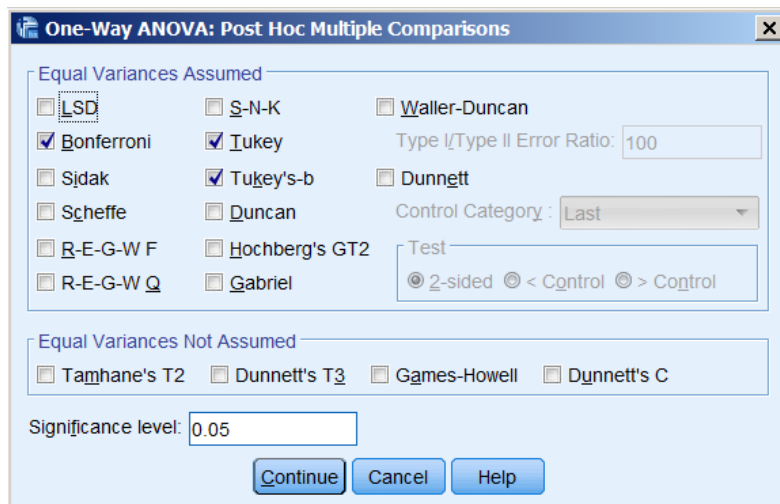 One-Way ANOVA: Post Hoc Multiple Comparisons
Equal Variances Assumed
LSD S-N-K Waller-Duncan
Bonferroni Tukey Type I/Type II Error Ratio: 100
Sidak Tukey's-b Dunnett
Scheffe Duncan Control Category : Last
R-E-G-W F Hochberg's GT2 Test
R-E-G-W Q Gabriel 2-sided < Control > Control
Equal Variances Not Assumed
Tamhane's T2 Dunnett's T3 Games-Howell Dunnett's C
Significance level: 0.05
Continue Cancel Help